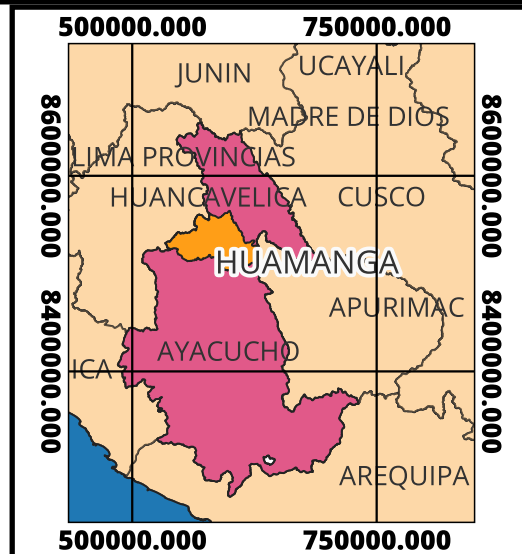 500000.000 750000.000
JUNIN
UCAYALI
MADRE DE DIOS
8600000.000
8600000.000
LIMA PROVINCIAS
HUANCAVELICA
CUSCO
HUAMANGA
8400000.000
8400000.000
APURIMAC
AYACUCHO
ICA
AREQUIPA
500000.000 750000.000